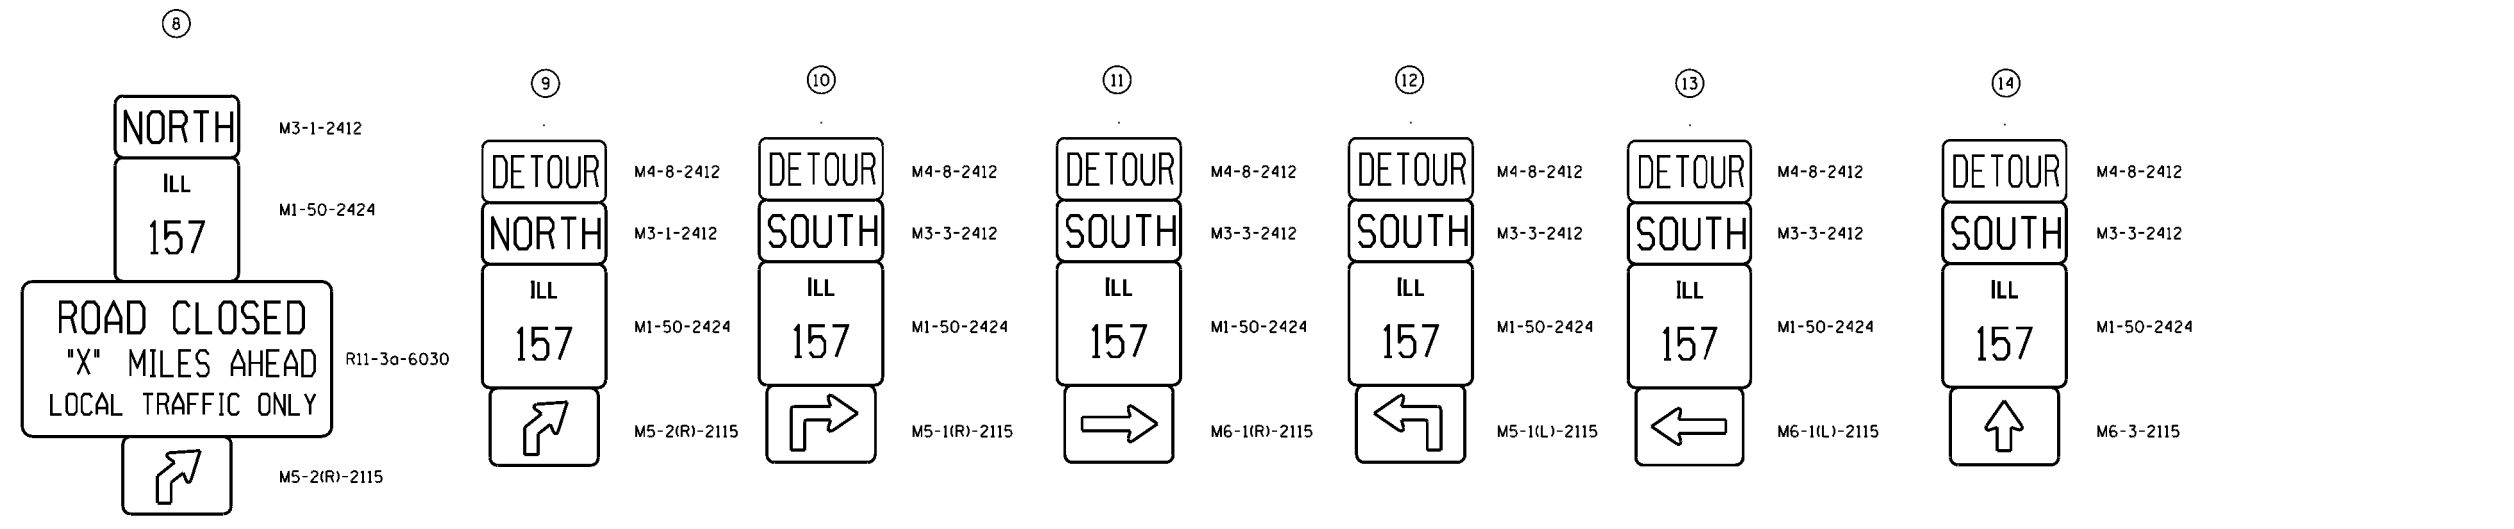 8
NORTH
M3-1-2412
ILL
157
M1-50-2424
ROAD CLOSED
"X" MILES AHEAD
LOCAL TRAFFIC ONLY
R11-3a-6030
M5-2(R)-2115
9
DETOUR
M4-8-2412
NORTH
M3-1-2412
ILL
157
M1-50-2424
M5-2(R)-2115
10
DETOUR
M4-8-2412
SOUTH
M3-3-2412
ILL
157
M1-50-2424
M5-1(R)-2115
11
DETOUR
M4-8-2412
SOUTH
M3-3-2412
ILL
157
M1-50-2424
M6-1(R)-2115
12
DETOUR
M4-8-2412
SOUTH
M3-3-2412
ILL
157
M1-50-2424
M5-1(L)-2115
13
DETOUR
M4-8-2412
SOUTH
M3-3-2412
ILL
157
M1-50-2424
M6-1(L)-2115
14
DETOUR
M4-8-2412
SOUTH
M3-3-2412
ILL
157
M1-50-2424
M6-3-2115